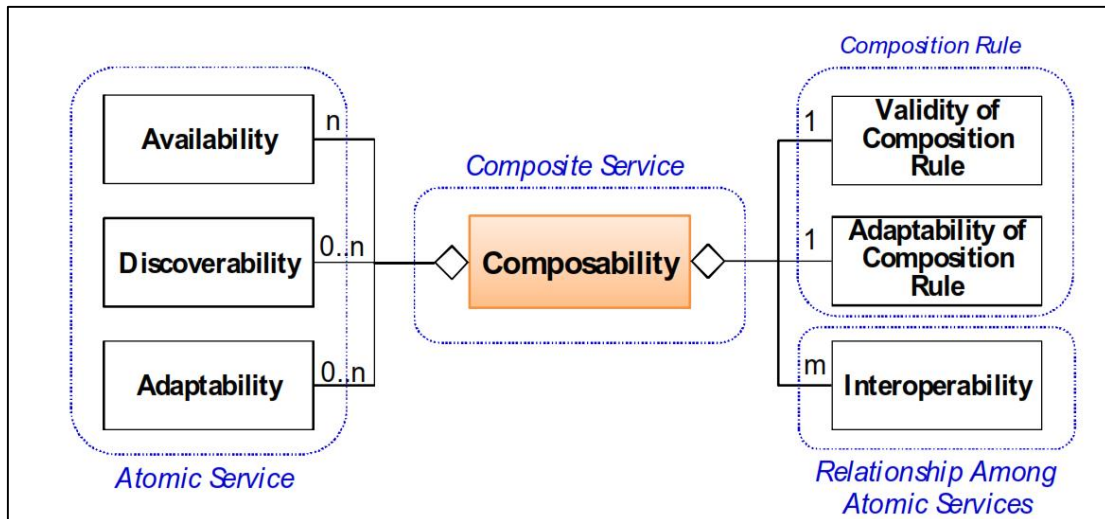 Composition Rule
Availability
n
1
Validity of
Composition
Rule
Composite Service
Discoverability
0..n
Composability
1
Adaptability of
Composition
Rule
Adaptability
0..n
m
Interoperability
Atomic Service
Relationship Among
Atomic Services